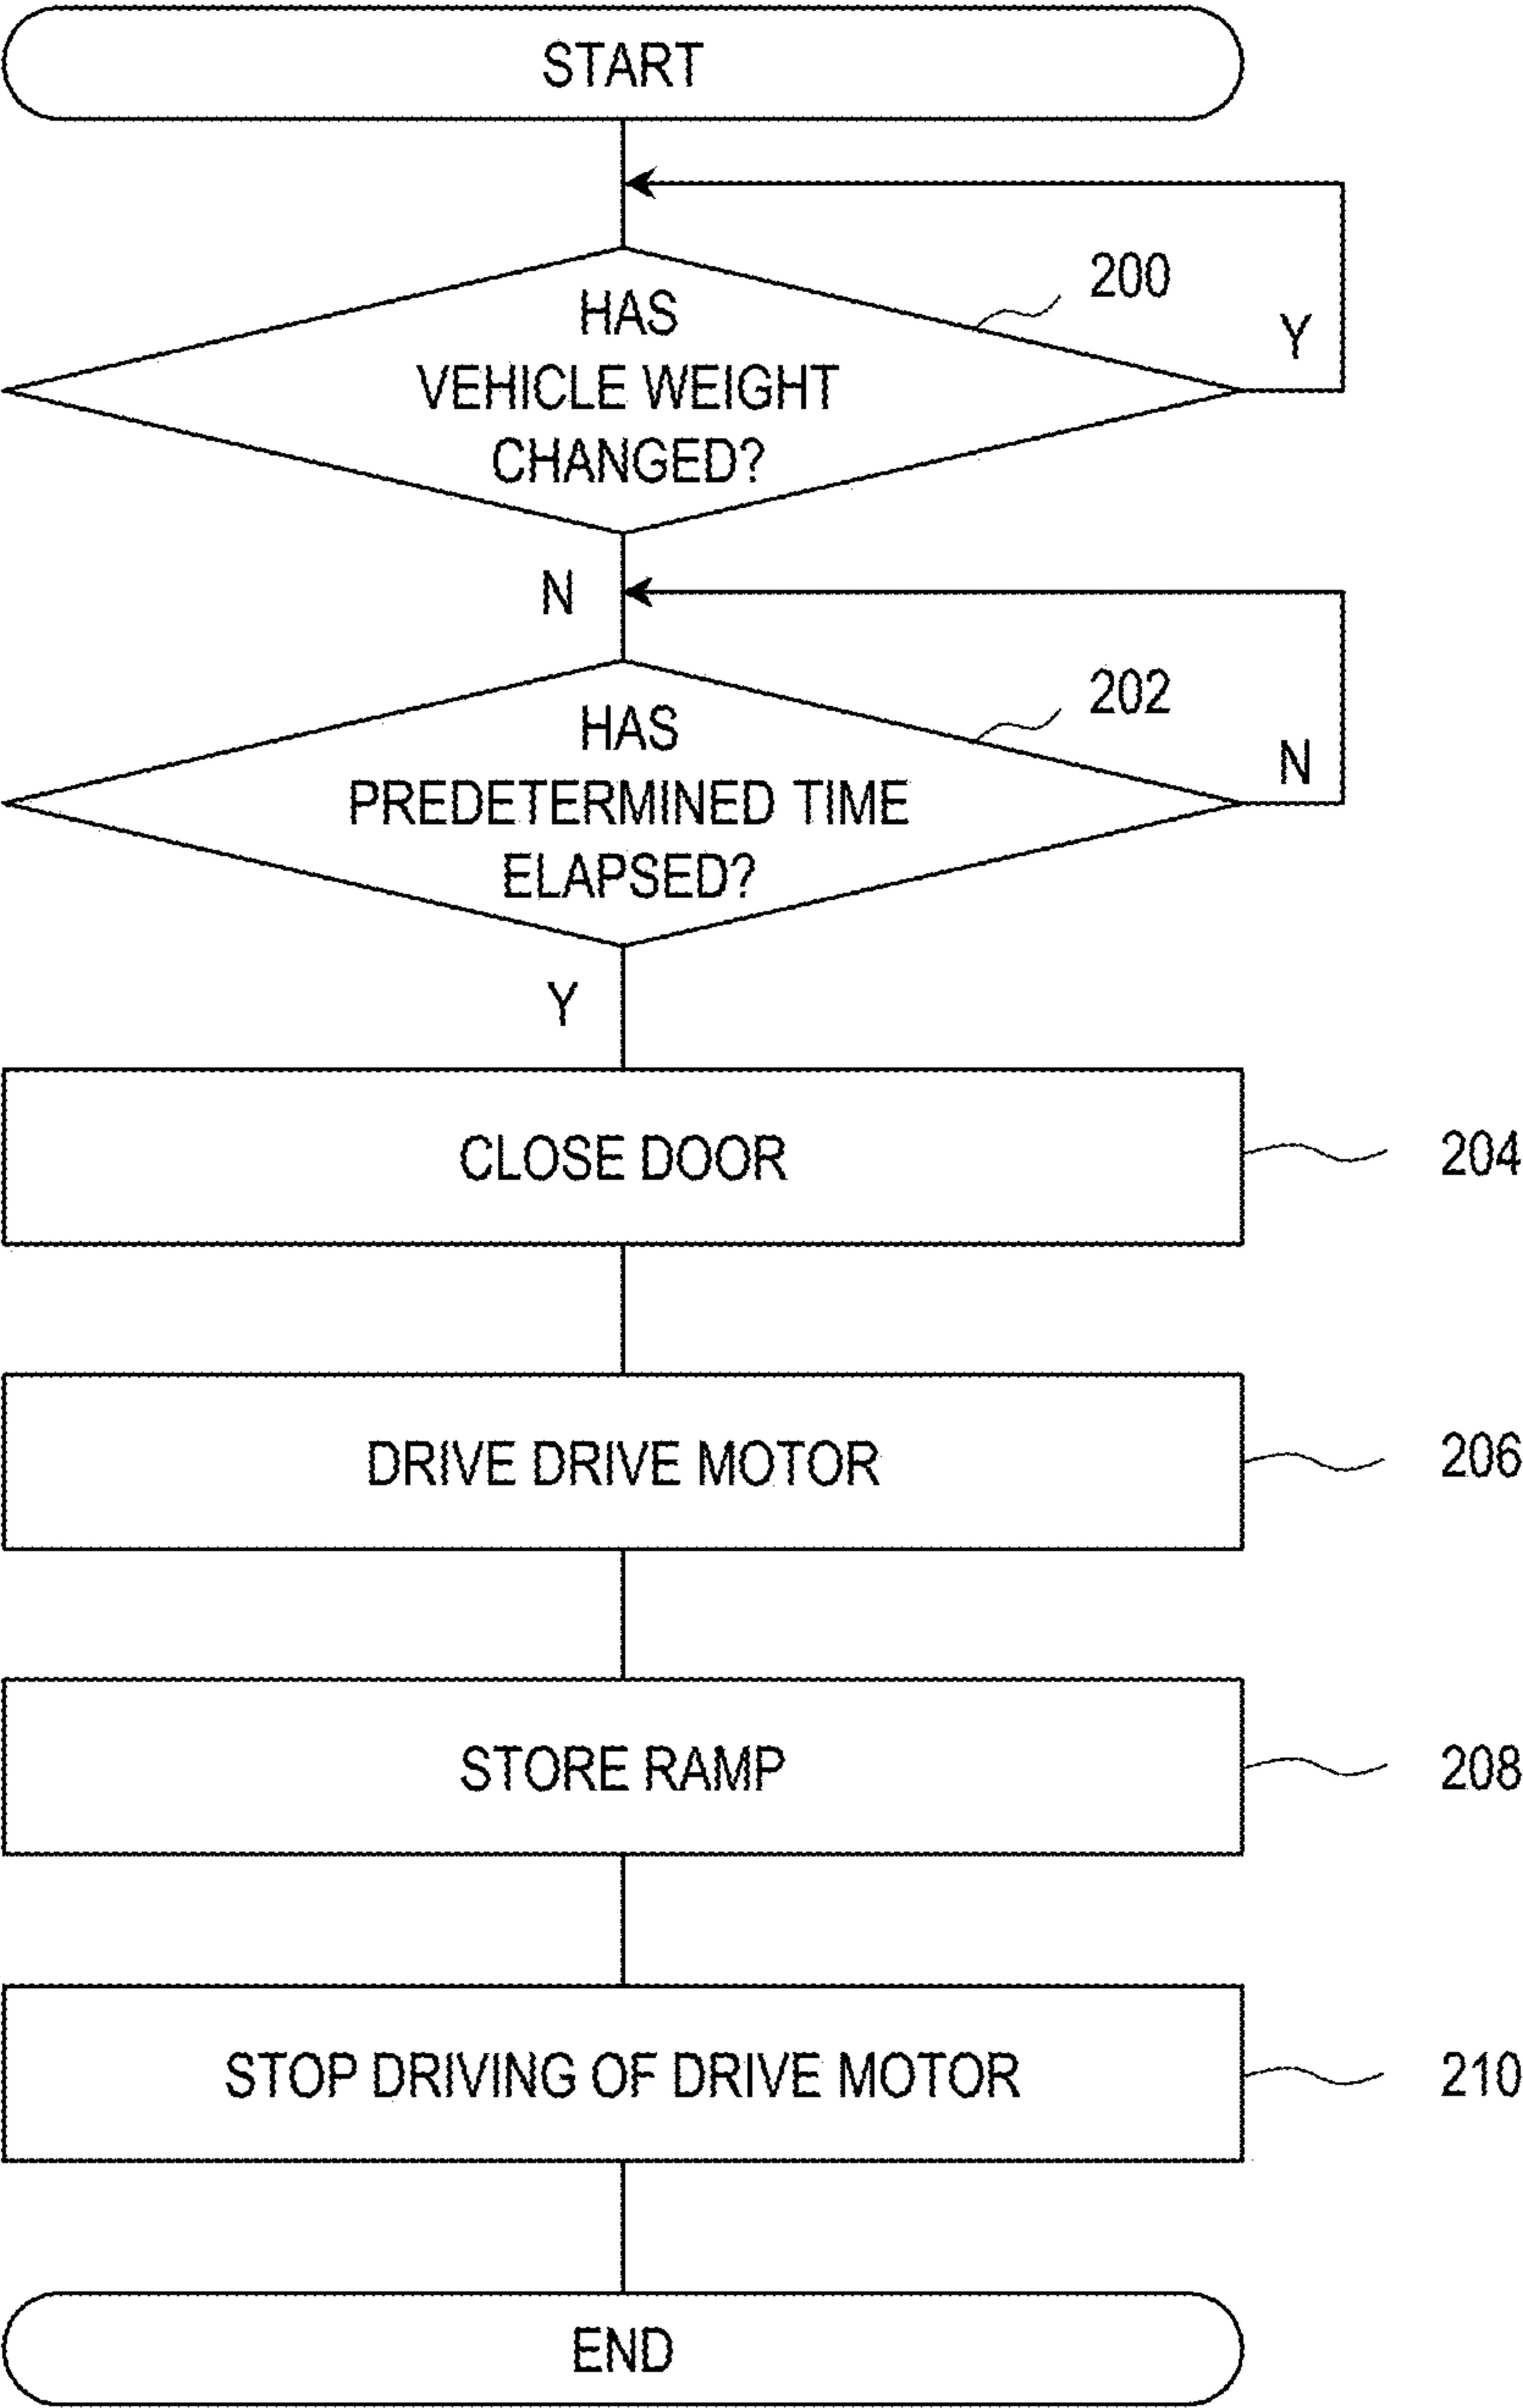 START
200
HAS
Y
VEHICLE WEIGHT
CHANGED?
N
202
HAS
N
PREDETERMINED TIME
ELAPSED?
Y
CLOSE DOOR
204
DRIVE DRIVE MOTOR
206
STORE RAMP
208
STOP DRIVING OF DRIVE MOTOR
210
END